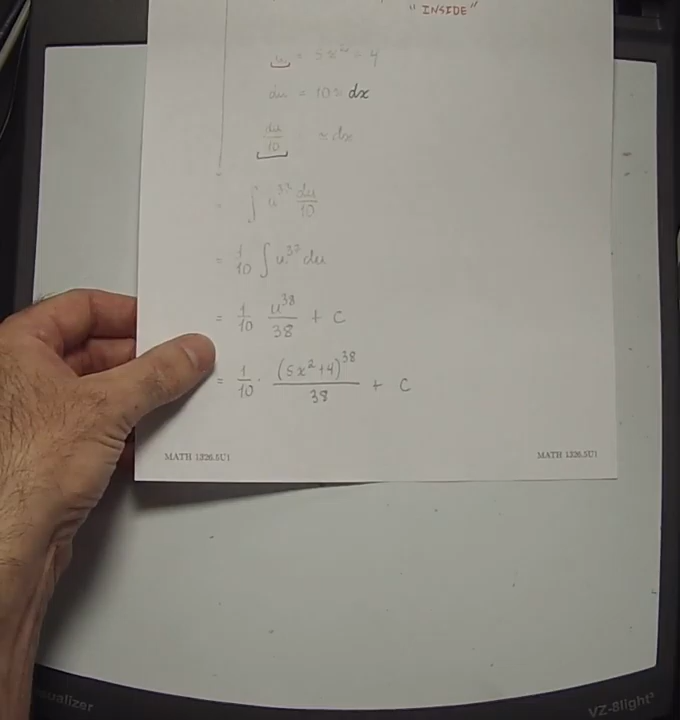 "INSIDE"
u = 5x² + 4
du = 10x dx
du/10 = x dx
= ∫ u³⁷ du/10
= 1/10 ∫ u³⁷ du
= 1/10 u³⁸/38 + C
= 1/10 · (5x²+4)³⁸/38 + C
MATH 1326.5U1 MATH 1326.5U1
VZ-8light³